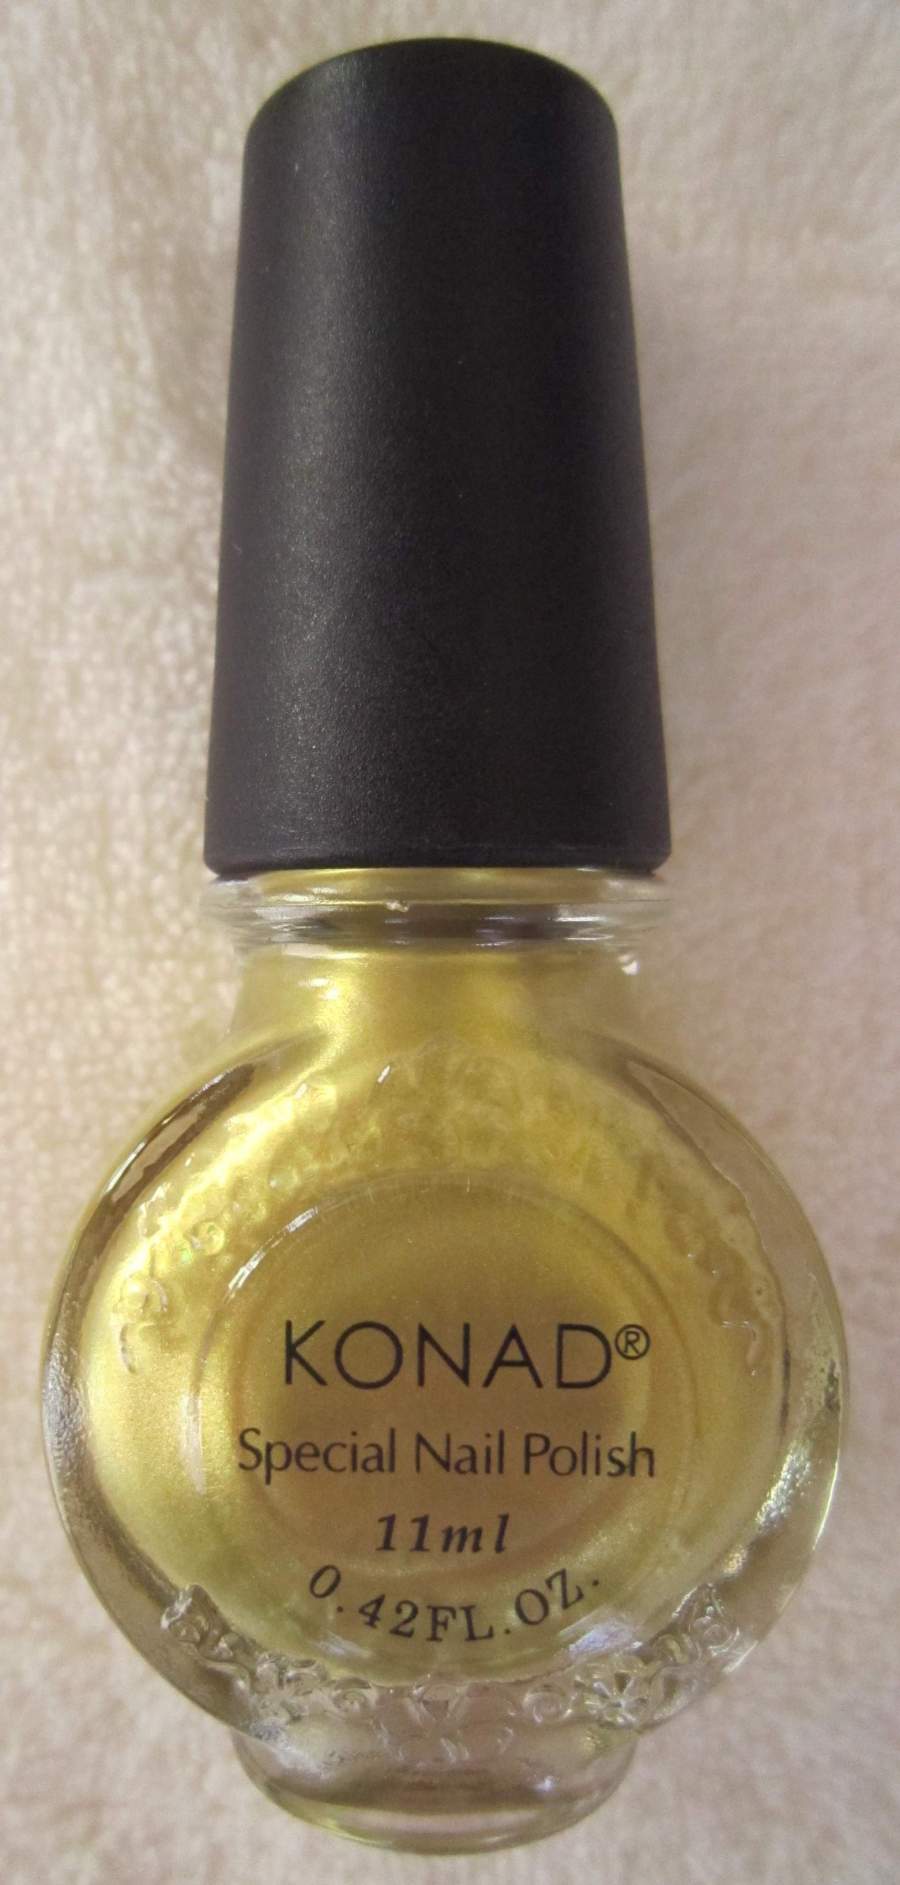 KONAD®
Special Nail Polish
11ml
0.42FL.OZ.